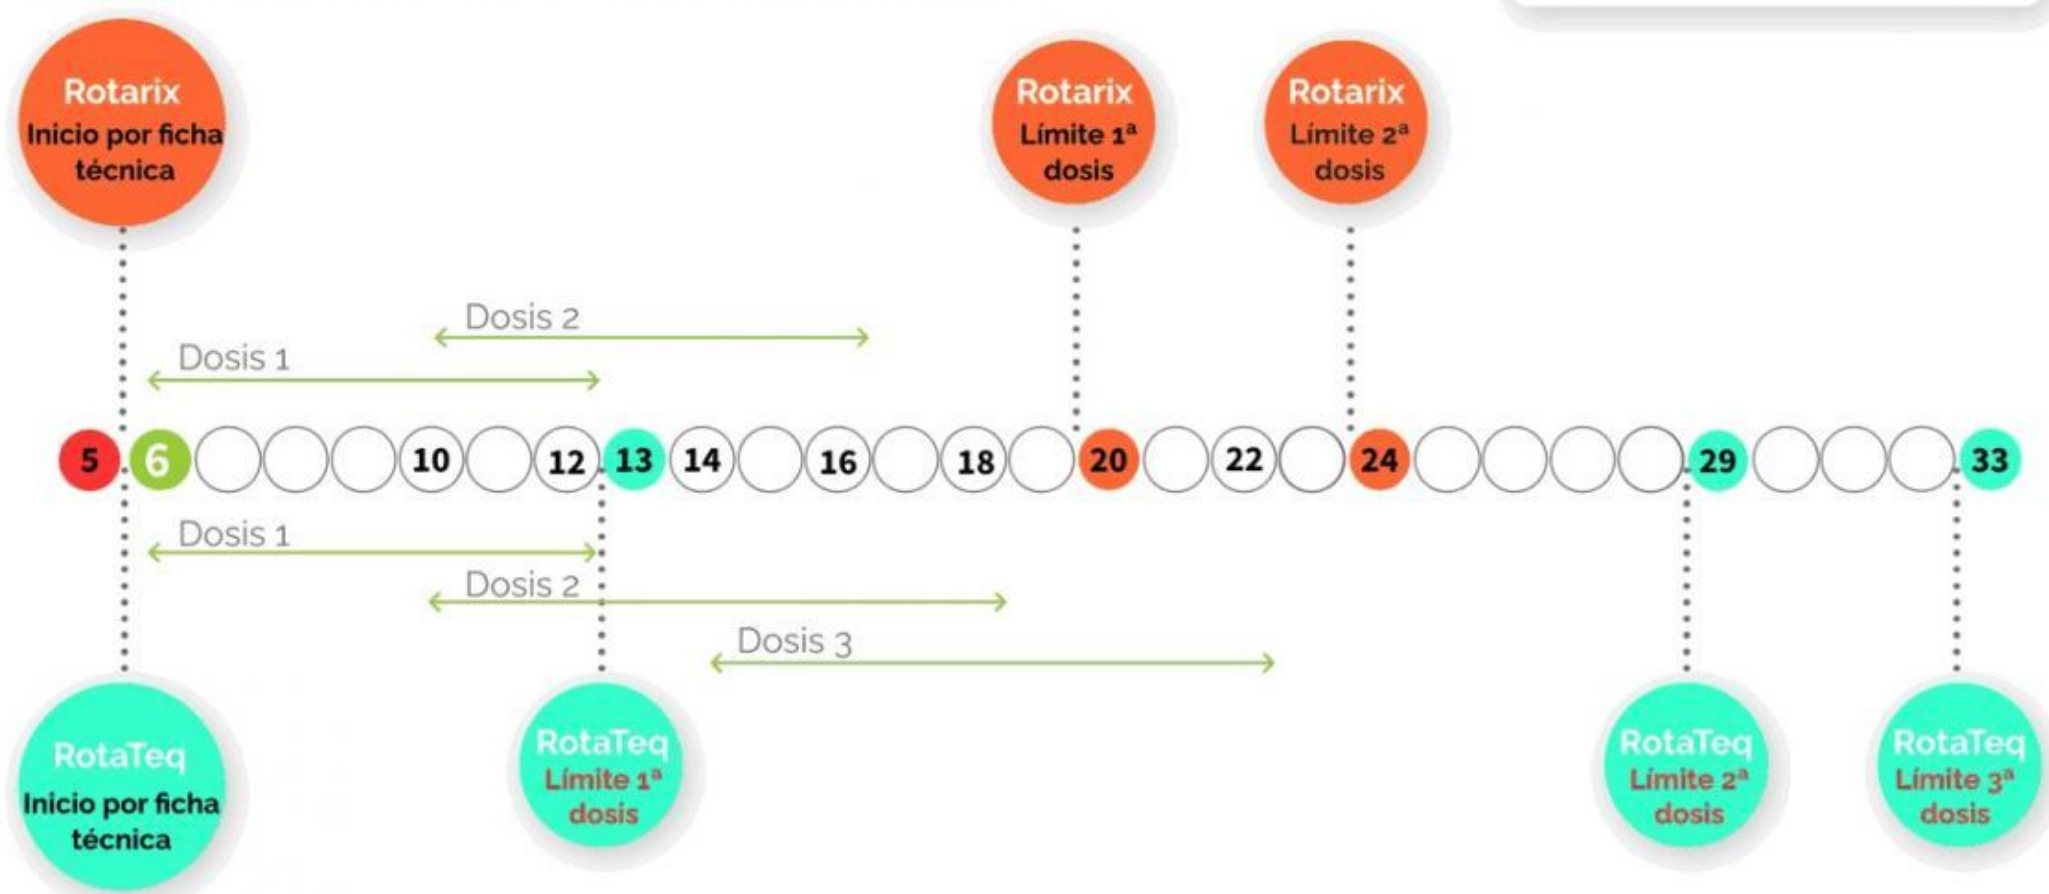 Rotarix
Inicio por ficha
técnica
Rotarix
Límite 1ª
dosis
Rotarix
Límite 2ª
dosis
Dosis 2
Dosis 1
5 6 10 12 13 14 16 18 20 22 24 29 33
Dosis 1
Dosis 2
Dosis 3
RotaTeq
Inicio por ficha
técnica
RotaTeq
Límite 1ª
dosis
RotaTeq
Límite 2ª
dosis
RotaTeq
Límite 3ª
dosis